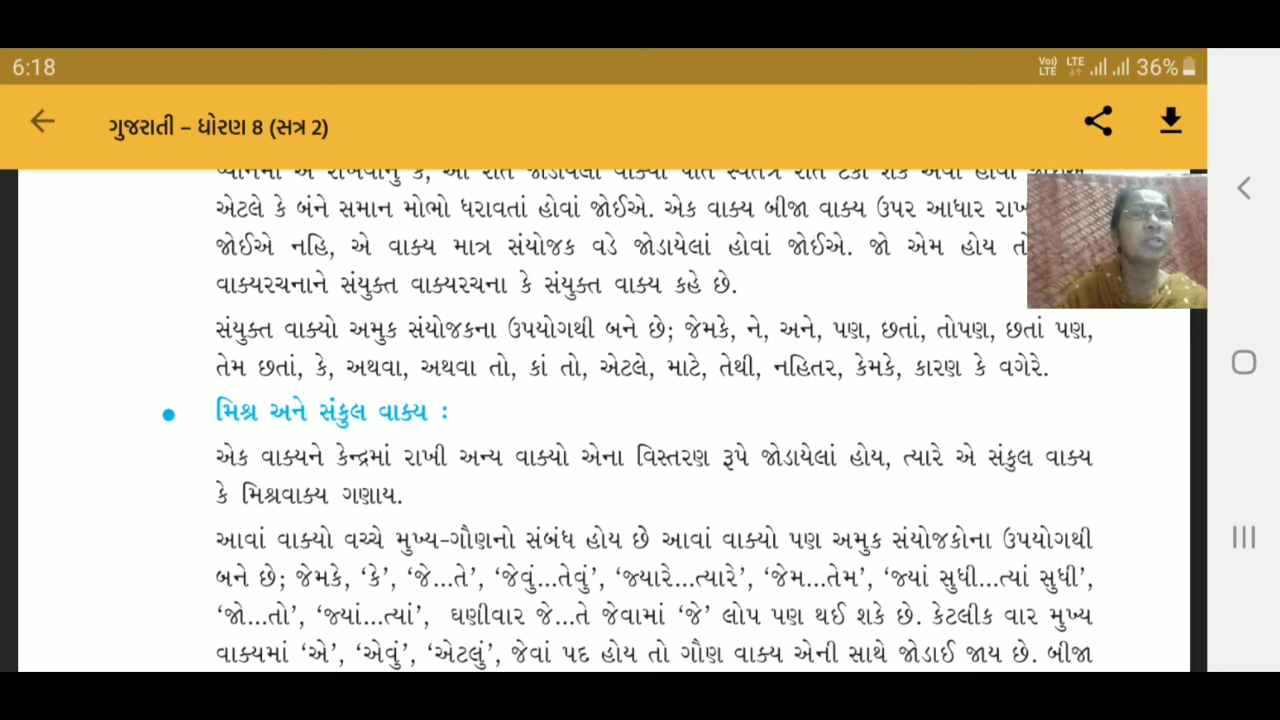 6:18
Vo) LTE LTE 36%
ગુજરાતી – ધોરણ 8 (સત્ર 2)
એટલે કે બંને સમાન મોભો ધરાવતાં હોવાં જોઈએ. એક વાક્ય બીજા વાક્ય ઉપર આધાર
જોઈએ નહિ, એ વાક્ય માત્ર સંયોજક વડે જોડાયેલાં હોવાં જોઈએ. જો એમ હોય
વાક્યરચનાને સંયુક્ત વાક્યરચના કે સંયુક્ત વાક્ય કહે છે.
સંયુક્ત વાક્યો અમુક સંયોજકના ઉપયોગથી બને છે; જેમકે, ને, અને, પણ, છતાં, તોપણ, છતાં પણ,
તેમ છતાં, કે, અથવા, અથવા તો, કાં તો, એટલે, માટે, તેથી, નહિતર, કેમકે, કારણ કે વગેરે.
• મિશ્ર અને સંકુલ વાક્ય :
એક વાક્યને કેન્દ્રમાં રાખી અન્ય વાક્યો એના વિસ્તરણ રૂપે જોડાયેલાં હોય, ત્યારે એ સંકુલ વાક્ય
કે મિશ્રવાક્ય ગણાય.
આવાં વાક્યો વચ્ચે મુખ્ય-ગૌણનો સંબંધ હોય છે આવાં વાક્યો પણ અમુક સંયોજકોના ઉપયોગથી
બને છે; જેમકે, ‘કે’, ‘જે...તે’, ‘જેવું...તેવું’, ‘જ્યારે...ત્યારે’, ‘જેમ...તેમ’, ‘જ્યાં સુધી...ત્યાં સુધી’,
‘જો...તો’, ‘જ્યાં...ત્યાં’, ઘણીવાર જે...તે જેવામાં ‘જે’ લોપ પણ થઈ શકે છે. કેટલીક વાર મુખ્ય
વાક્યમાં ‘એ’, ‘એવું’, ‘એટલું’, જેવાં પદ હોય તો ગૌણ વાક્ય એની સાથે જોડાઈ જાય છે. બીજા